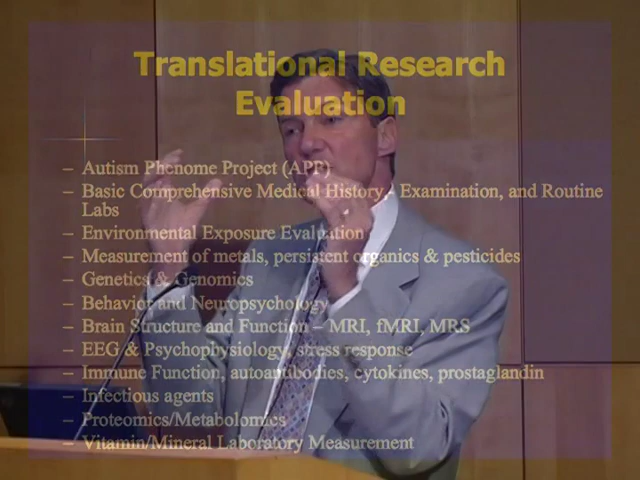 Translational Research
Evaluation
– Autism Phenome Project (APP)
– Basic Comprehensive Medical History, Examination, and Routine
Labs
– Environmental Exposure Evaluation
– Measurement of metals, persistent organics & pesticides
– Genetics & Genomics
– Behavior and Neuropsychology
– Brain Structure and Function – MRI, fMRI, MRS
– EEG & Psychophysiology, stress response
– Immune Function, autoantibodies, cytokines, prostaglandin
– Infectious agents
– Proteomics/Metabolomics
– Vitamin/Mineral Laboratory Measurement